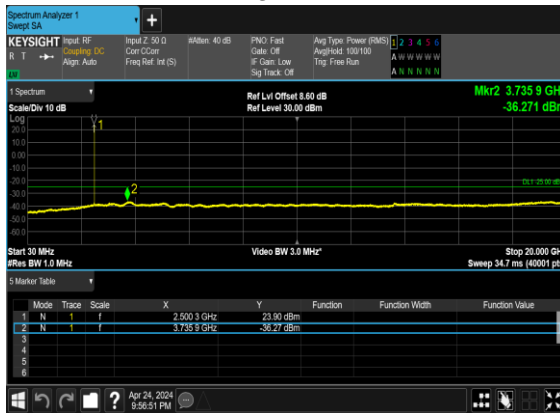 Spectrum Analyzer 1
Swept SA
+
KEYSIGHT
R T
Input: RF
Coupling: DC
Align: Auto
Input Z: 50 Ω
Corr CCorr
Freq Ref: Int (S)
#Atten: 40 dB
PNO: Fast
Gate: Off
IF Gain: Low
Sig Track: Off
Avg Type: Power (RMS)
Avg|Hold: 100/100
Trig: Free Run
1 2 3 4 5 6
A W W W W W
A N N N N N
1 Spectrum
Scale/Div 10 dB
Ref Lvl Offset 8.60 dB
Ref Level 30.00 dBm
Mkr2 3.735 9 GH
-36.271 dBr
Log
20.0
10.0
0.00
-10.0
-20.0
-30.0
-40.0
-50.0
-60.0
1
2
Start 30 MHz
#Res BW 1.0 MHz
Video BW 3.0 MHz*
Stop 20.000 GH
Sweep 34.7 ms (40001 pts
5 Marker Table
Mode Trace Scale X Y Function Function Width Function Value
1 N 1 f 2.500 3 GHz 23.90 dBm
2 N 1 f 3.735 9 GHz -36.27 dBm
3
4
5
6
?
Apr 24, 2024
9:56:51 PM